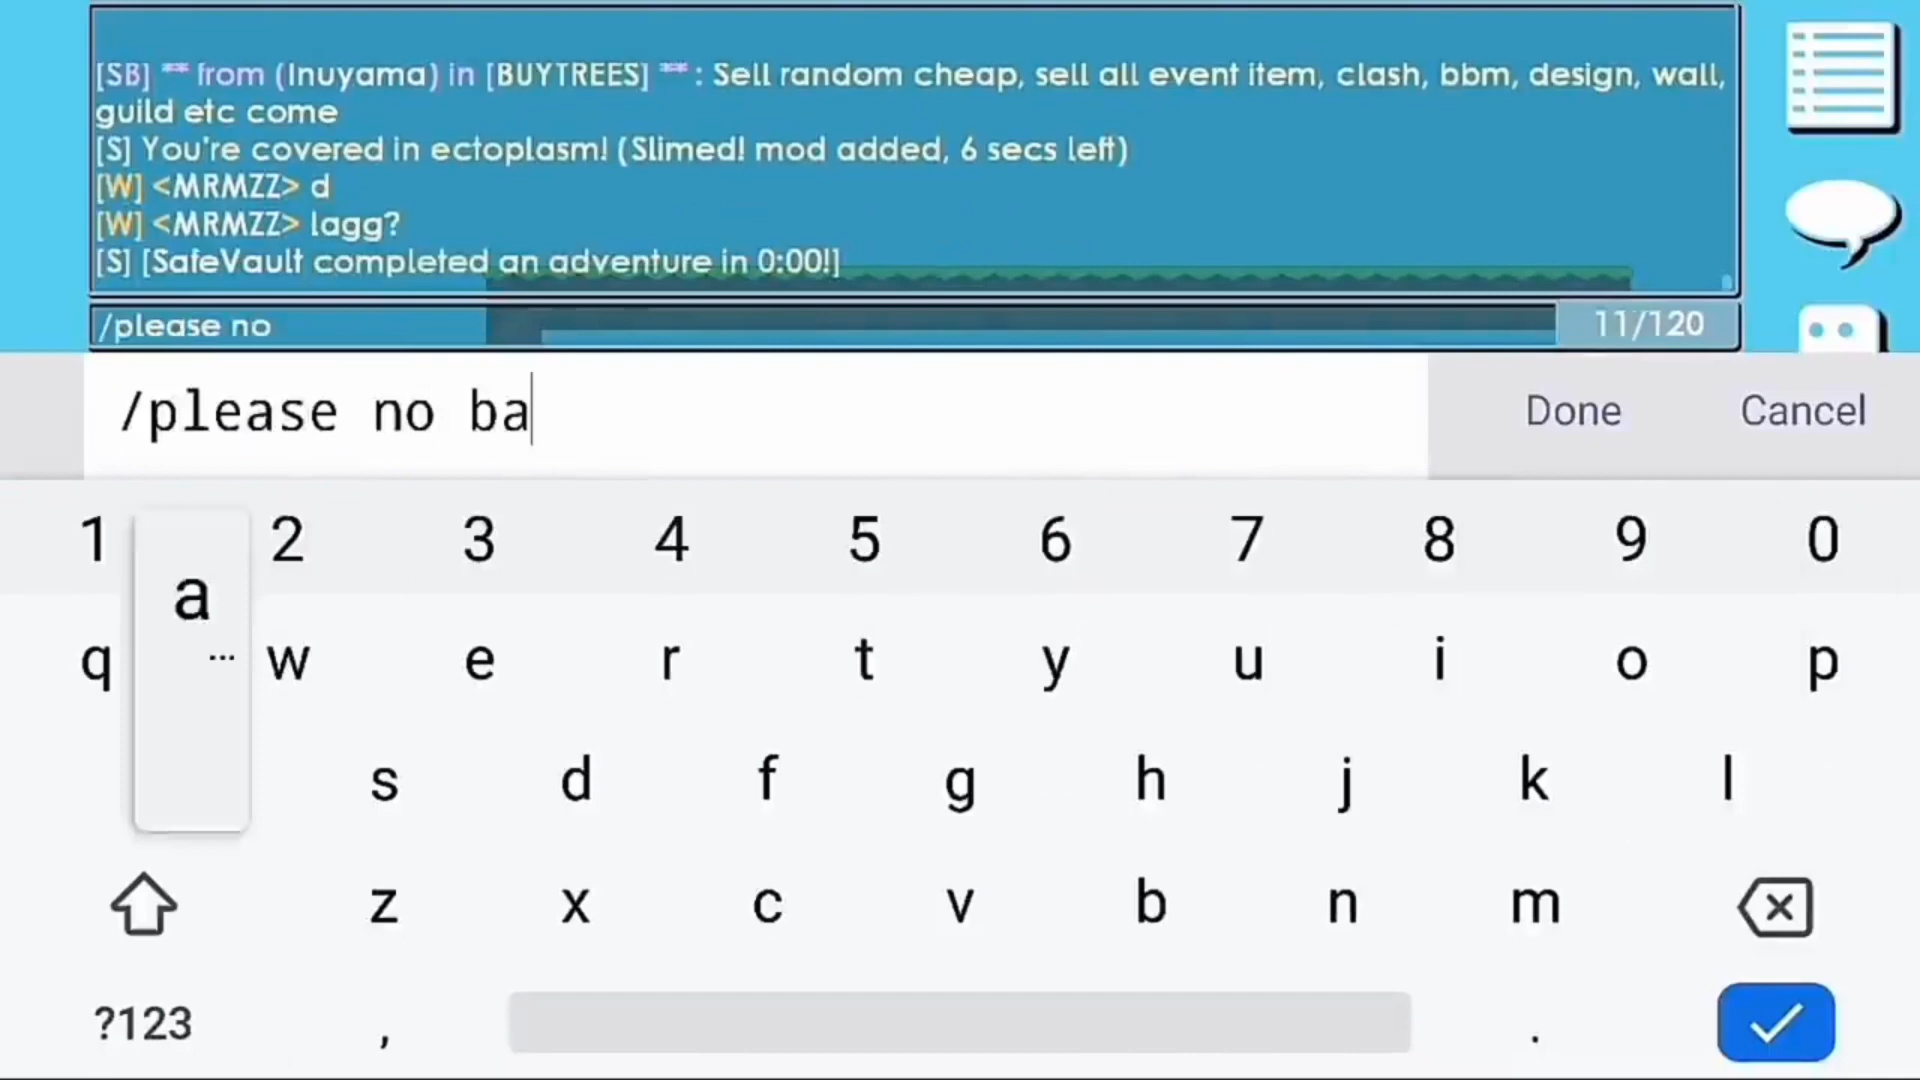 [SB] ** from (Inuyama) in [BUYTREES] ** : Sell random cheap, sell all event item, clash, bbm, design, wall,
guild etc come
[S] You're covered in ectoplasm! (Slimed! mod added, 6 secs left)
[W] <MRMZZ> d
[W] <MRMZZ> lagg?
[S] [SafeVault completed an adventure in 0:00!]
/please no 11/120
/please no ba Done Cancel
1 2 3 4 5 6 7 8 9 0
a ...
q w e r t y u i o p
s d f g h j k l
z x c v b n m
?123 , .